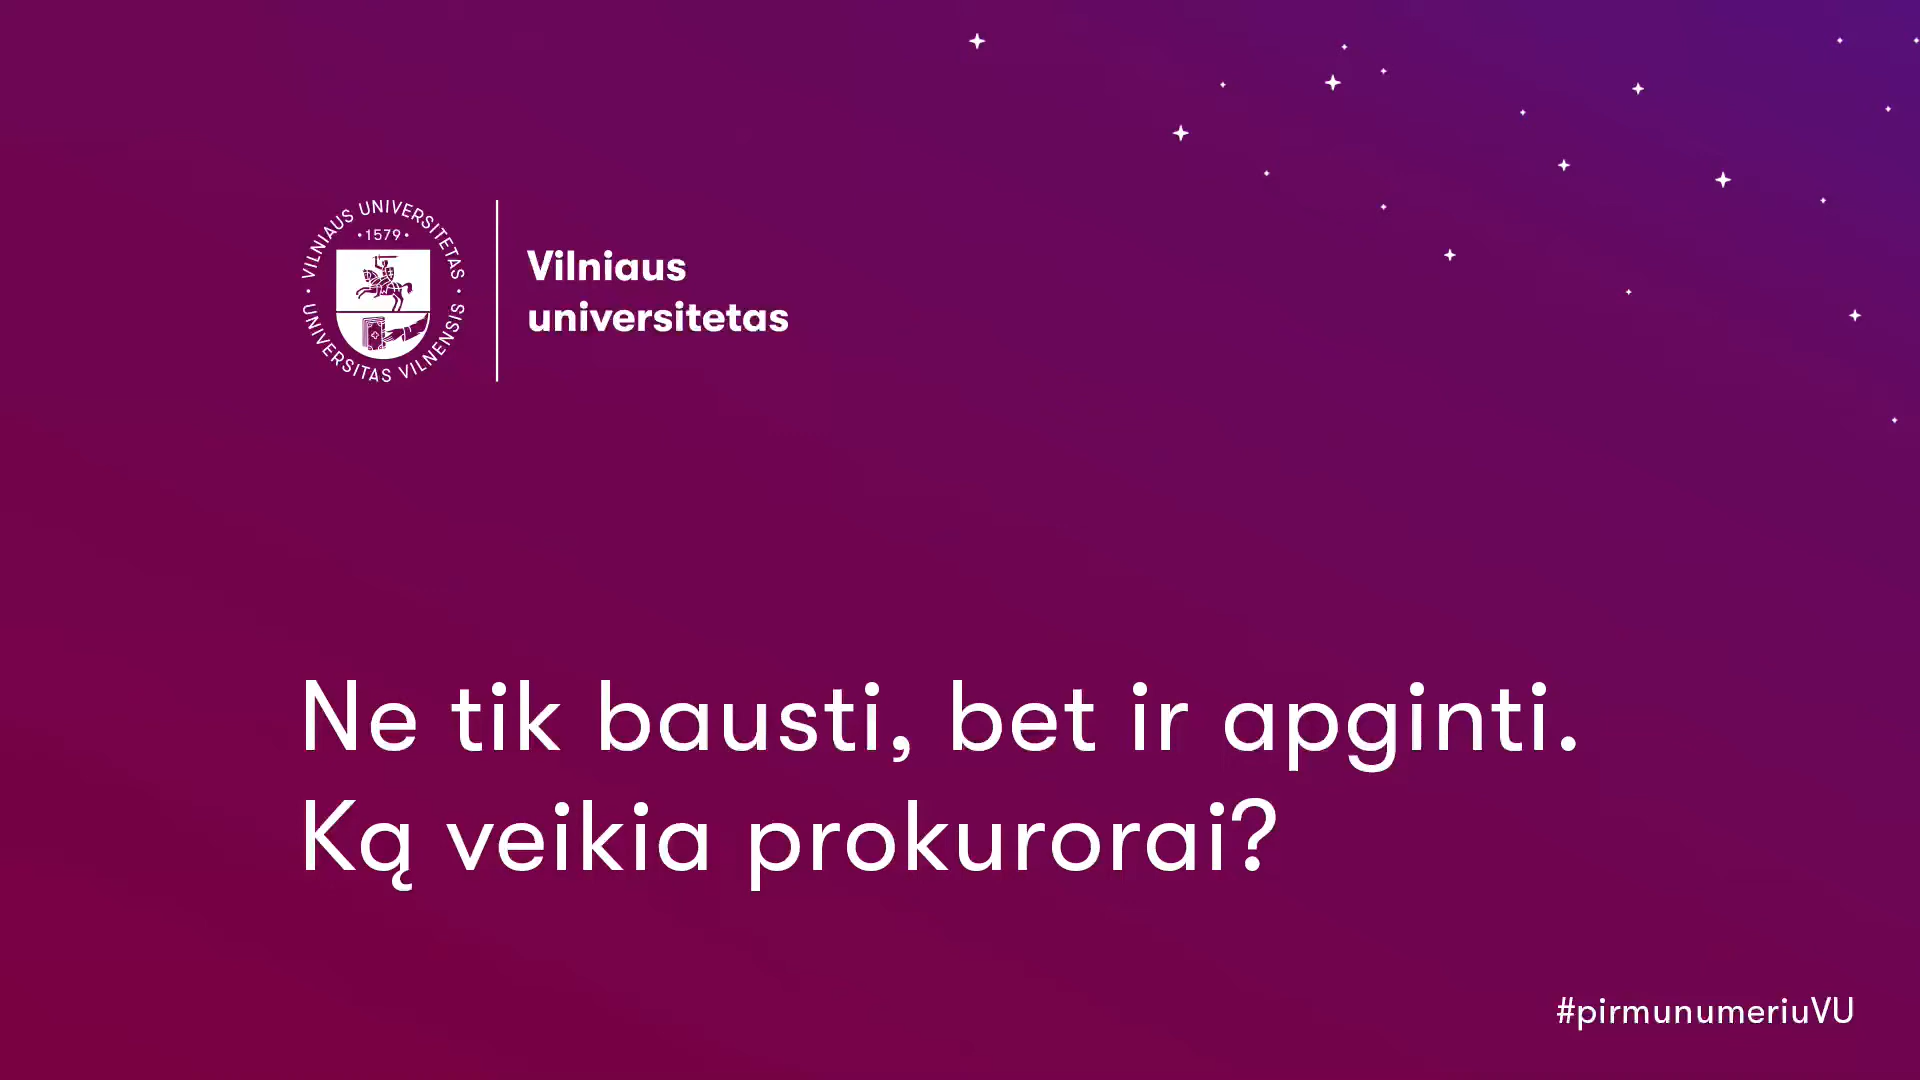 VILNIAUS UNIVERSITETAS
· 1579 ·
UNIVERSITAS VILNENSIS
Vilniaus
universitetas
Ne tik bausti, bet ir apginti.
Ką veikia prokurorai?
#pirmunumeriuVU